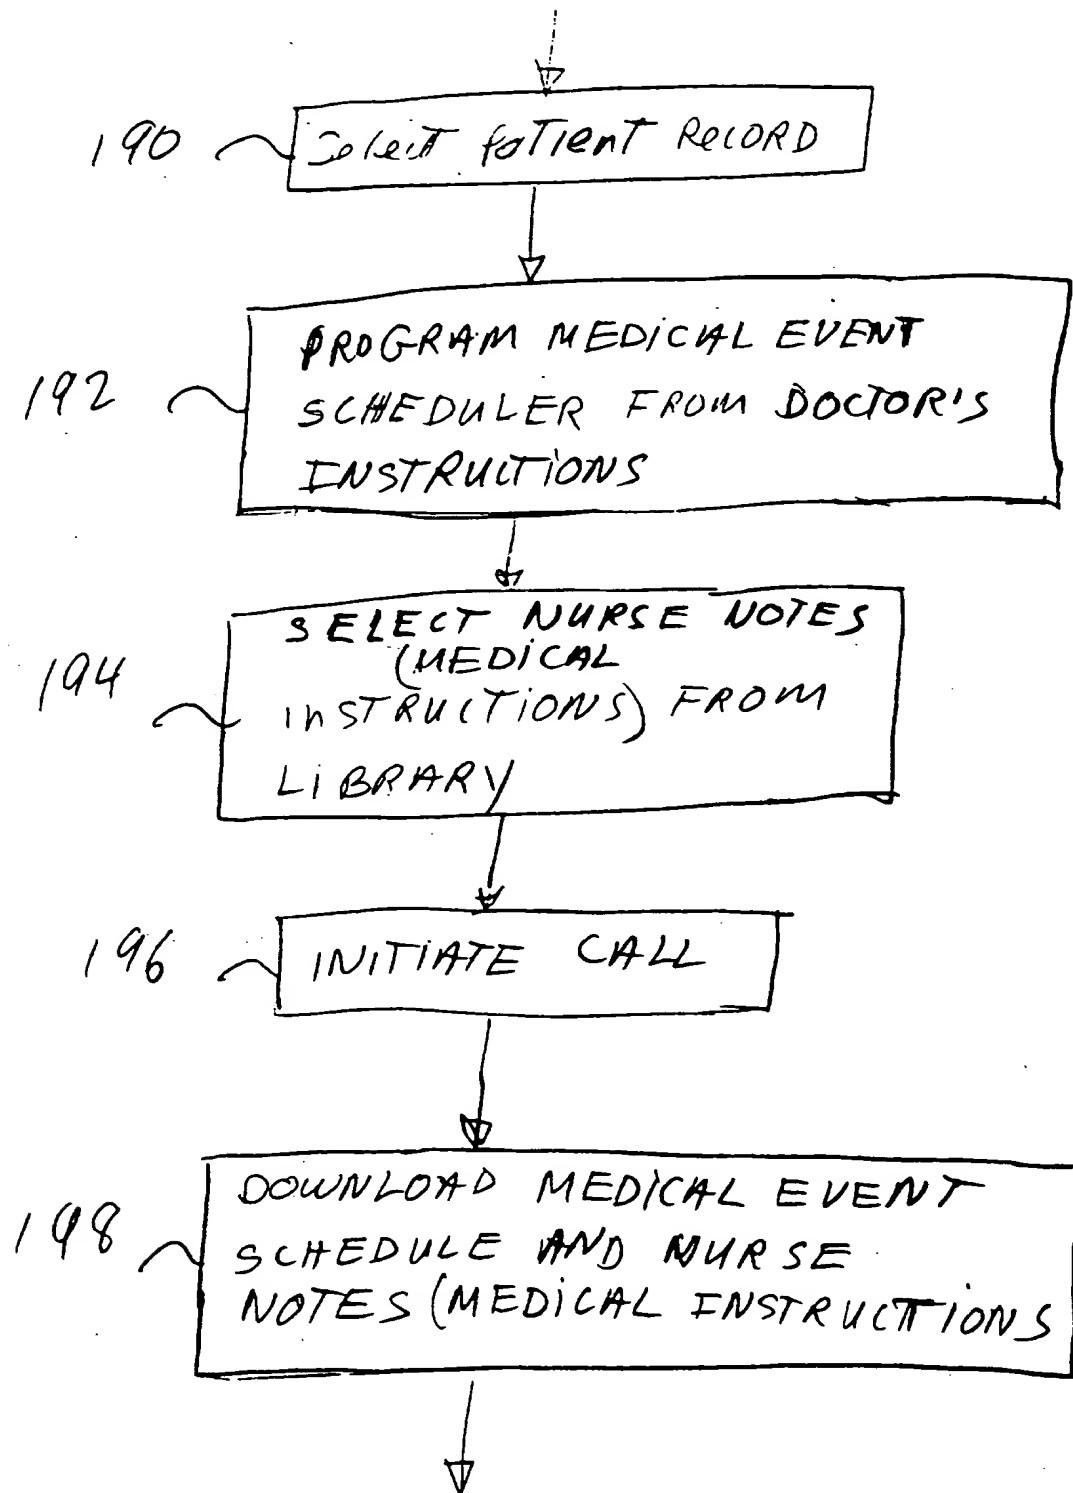 190 Select Patient RECORD
PROGRAM MEDICAL EVENT
192 SCHEDULER FROM DOCTOR'S
INSTRUCTIONS
SELECT NURSE NOTES
(MEDICAL
194 INSTRUCTIONS) FROM
LIBRARY
196 INITIATE CALL
DOWNLOAD MEDICAL EVENT
198 SCHEDULE AND NURSE
NOTES (MEDICAL INSTRUCTIONS